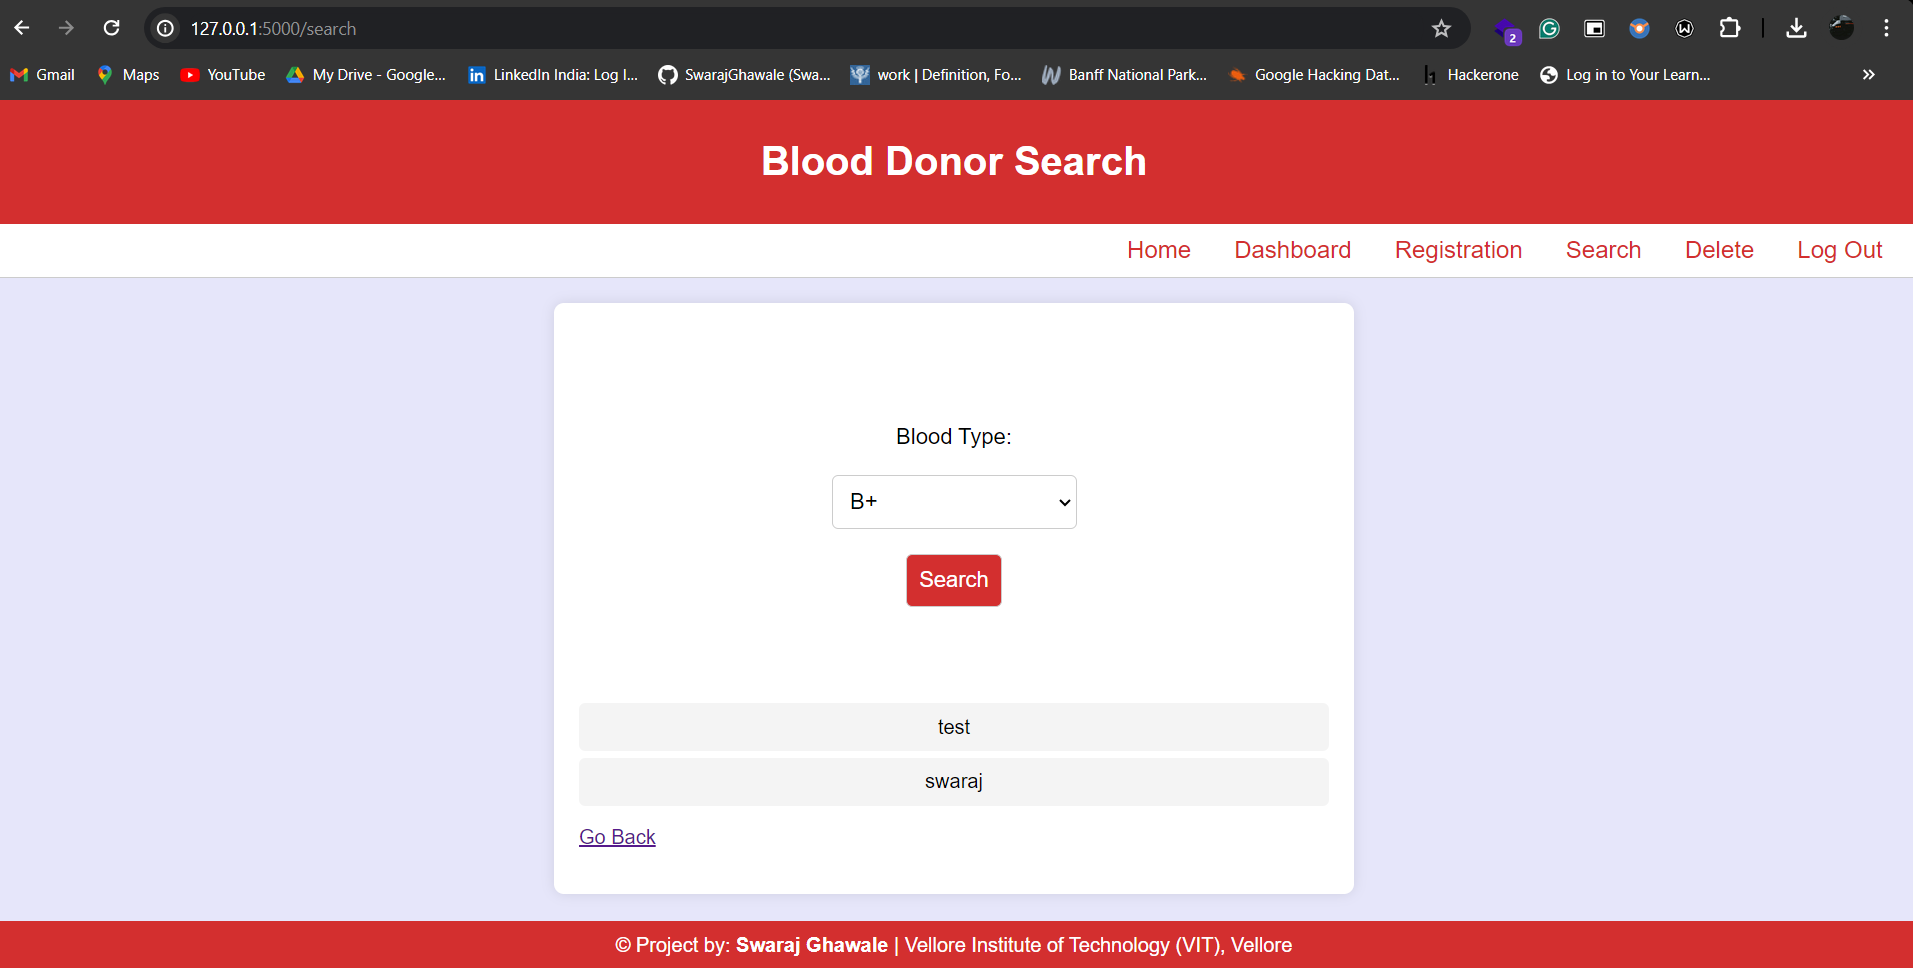 127.0.0.1:5000/search
2
Gmail Maps YouTube My Drive - Google... LinkedIn India: Log I... SwarajGhawale (Swa... work | Definition, Fo... Banff National Park... Google Hacking Dat... Hackerone Log in to Your Learn...
Blood Donor Search
Home Dashboard Registration Search Delete Log Out
Blood Type:
B+
Search
test
swaraj
Go Back
© Project by: Swaraj Ghawale | Vellore Institute of Technology (VIT), Vellore